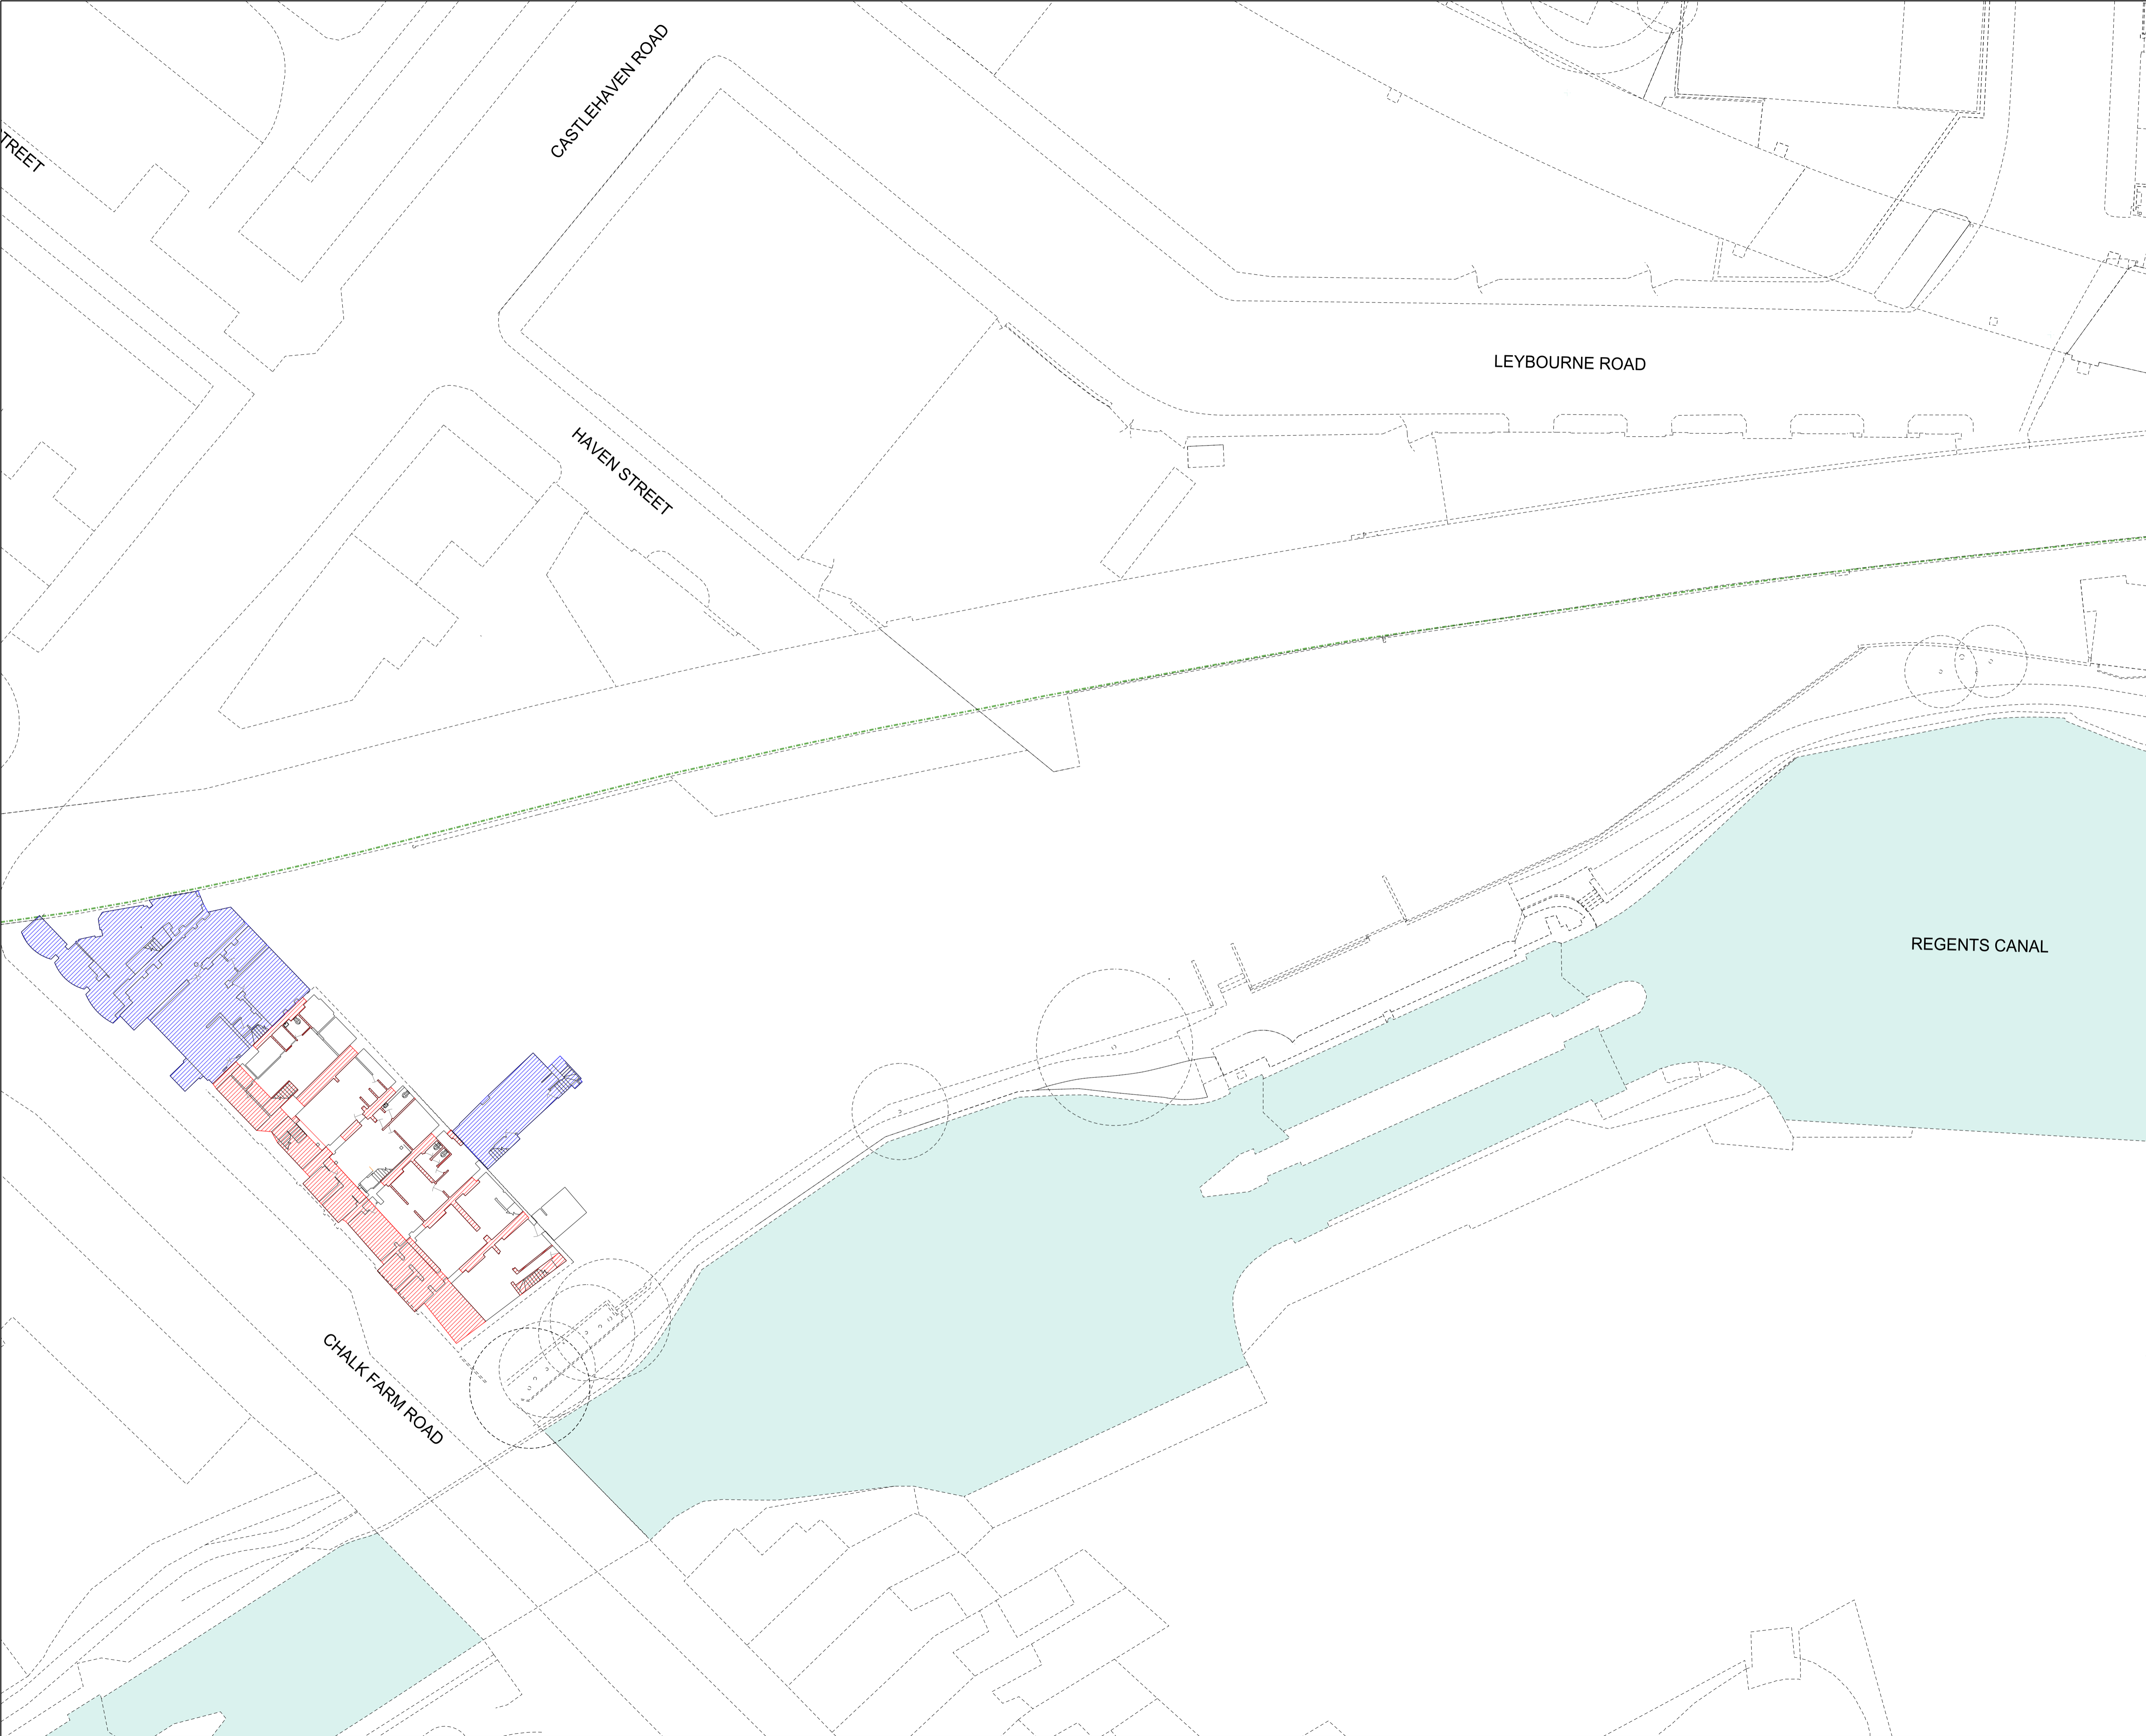 CASTLEHAVEN ROAD
TREET
LEYBOURNE ROAD
HAVEN STREET
REGENTS CANAL
CHALK FARM ROAD